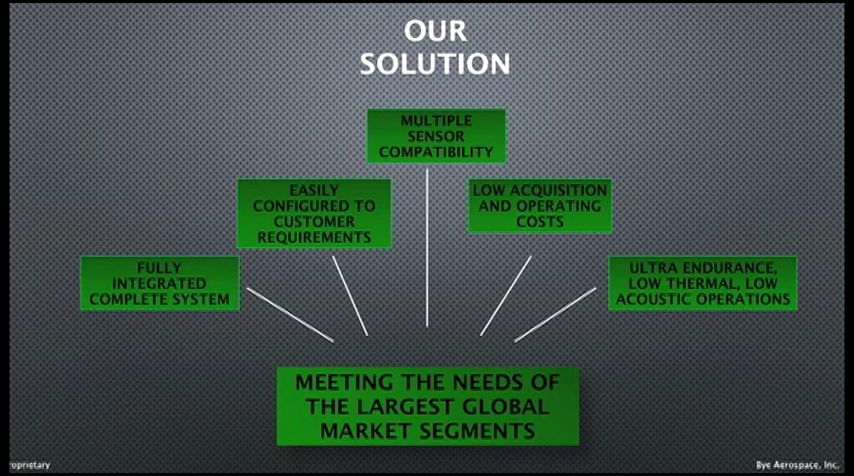 OUR
SOLUTION
MULTIPLE
SENSOR
COMPATIBILITY
EASILY
CONFIGURED TO
CUSTOMER
REQUIREMENTS
LOW ACQUISITION
AND OPERATING
COSTS
FULLY
INTEGRATED
COMPLETE SYSTEM
ULTRA ENDURANCE,
LOW THERMAL, LOW
ACOUSTIC OPERATIONS
MEETING THE NEEDS OF
THE LARGEST GLOBAL
MARKET SEGMENTS
roprietary
Bye Aerospace, Inc.